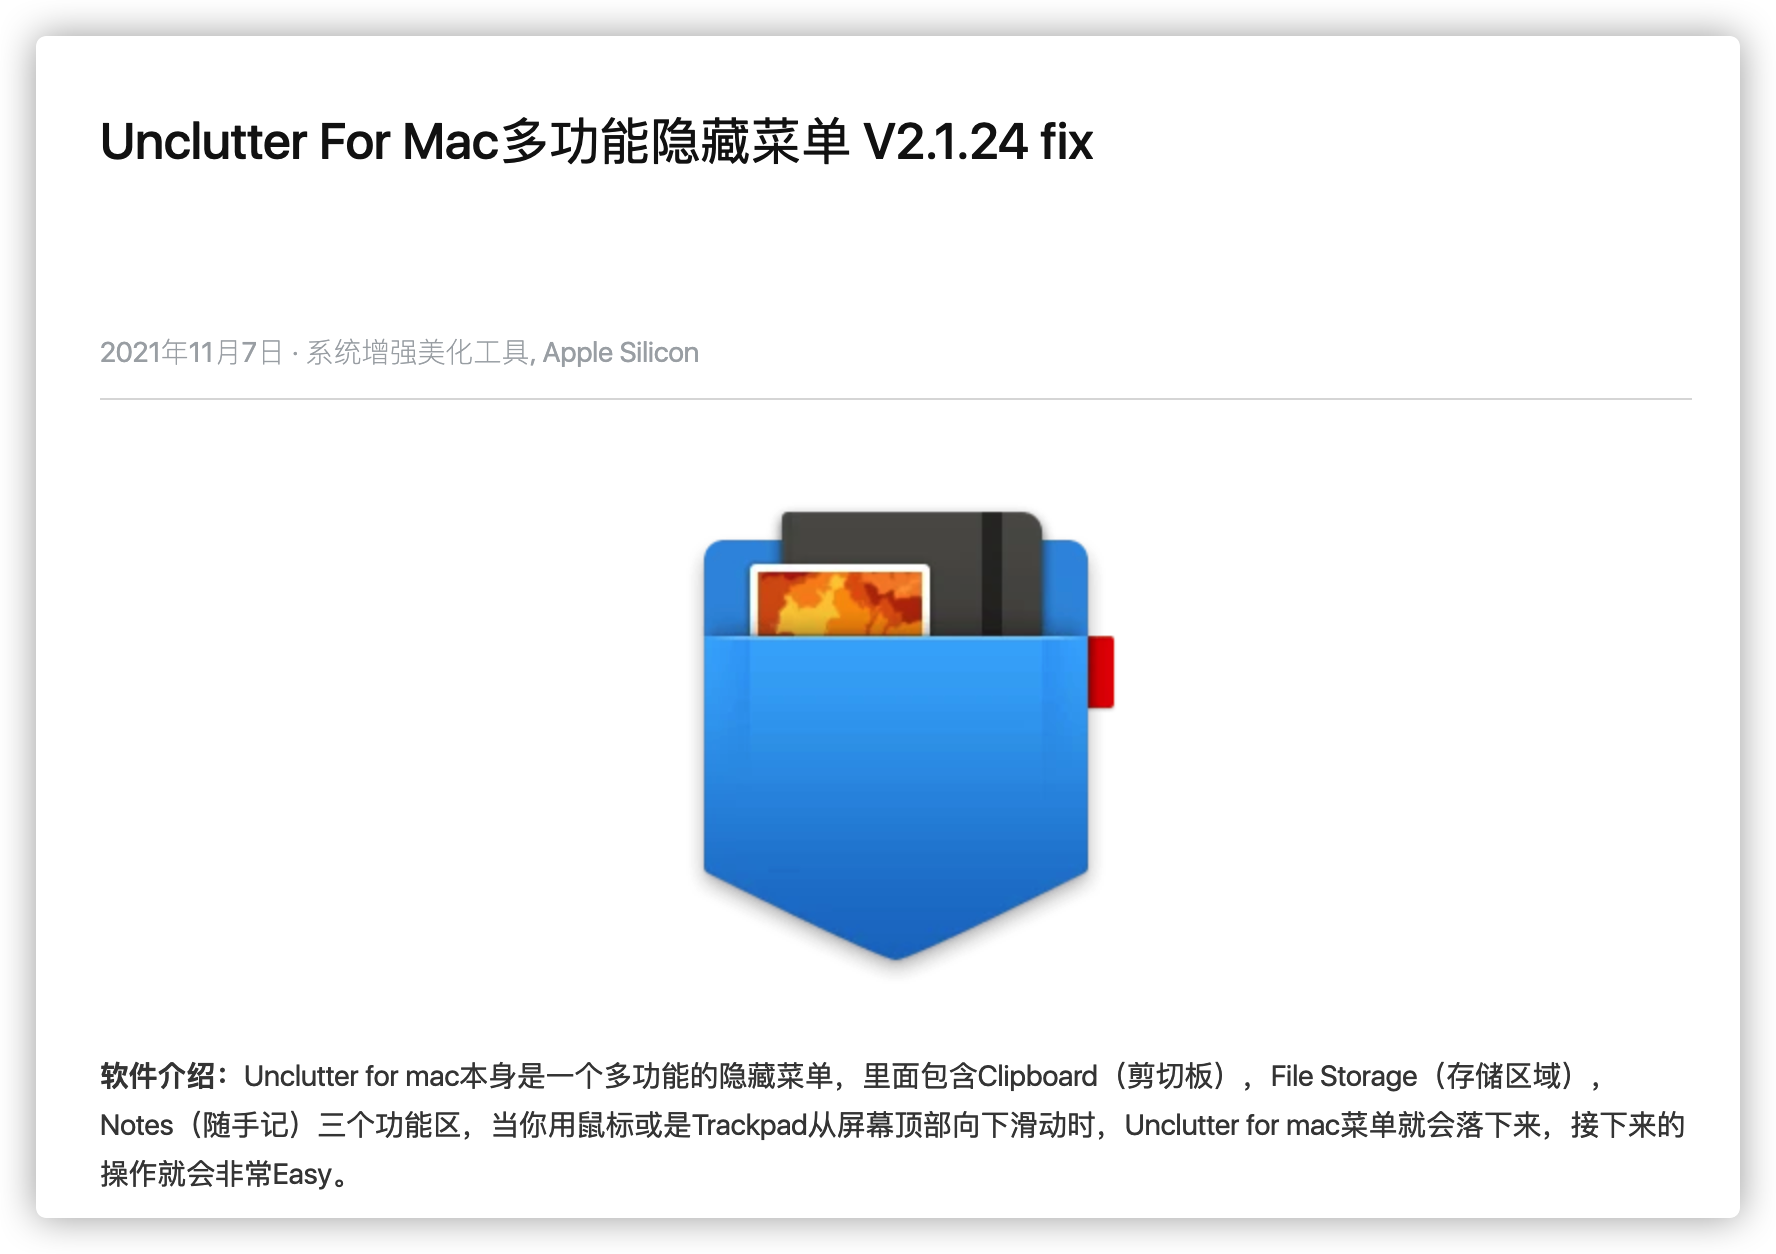 Unclutter For Mac多功能隐藏菜单 V2.1.24 fix
2021年11月7日 · 系统增强美化工具, Apple Silicon
软件介绍：Unclutter for mac本身是一个多功能的隐藏菜单，里面包含Clipboard（剪切板），File Storage（存储区域），
Notes（随手记）三个功能区，当你用鼠标或是Trackpad从屏幕顶部向下滑动时，Unclutter for mac菜单就会落下来，接下来的
操作就会非常Easy。